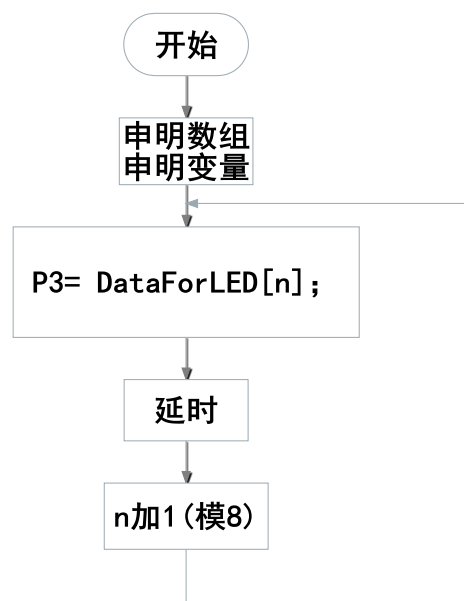 开始
申明数组
申明变量
P3= DataForLED[n];
延时
n加1(模8)